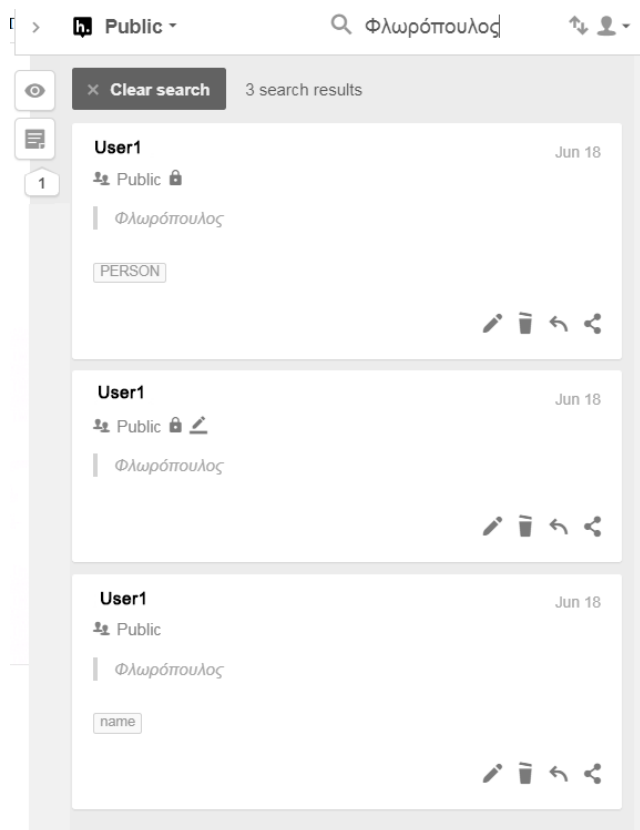 h. Public
Φλωρόπουλος
× Clear search
3 search results
1
User1
Jun 18
Public
Φλωρόπουλος
PERSON
User1
Jun 18
Public
Φλωρόπουλος
User1
Jun 18
Public
Φλωρόπουλος
name